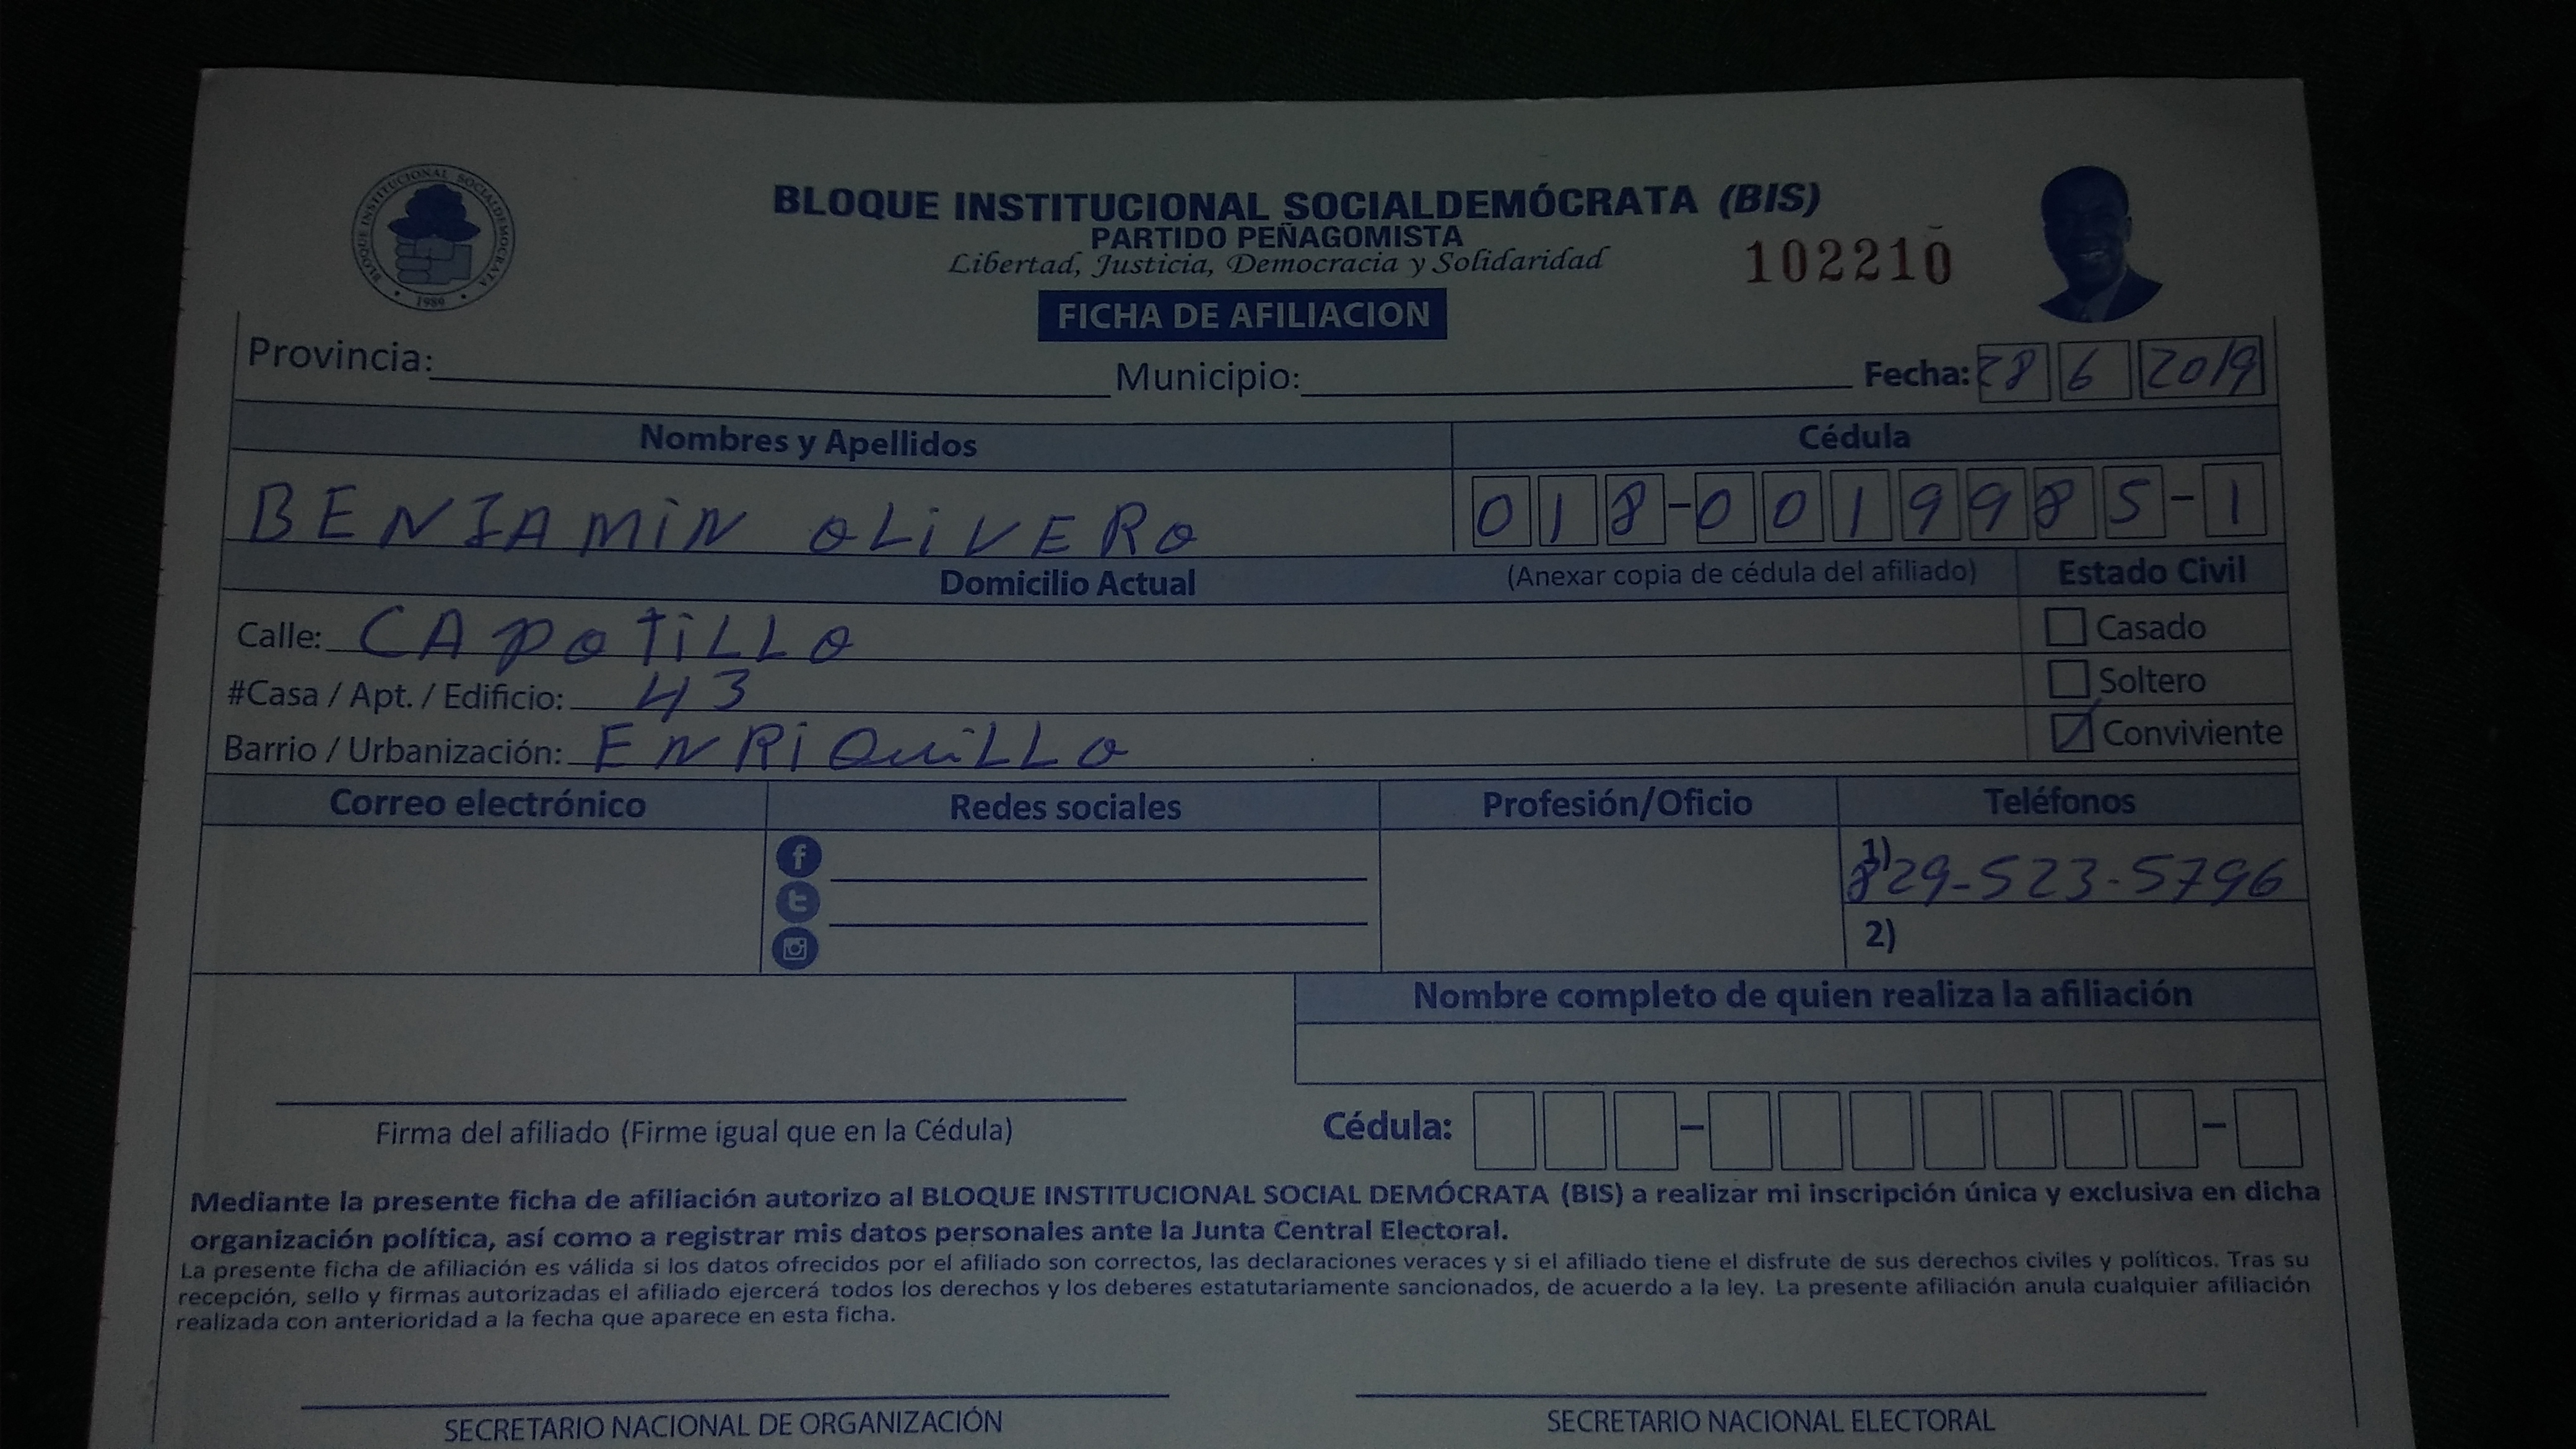 BLOQUE INSTITUCIONAL SOCIALDEMOCRATA
1989
BLOQUE INSTITUCIONAL SOCIALDEMÓCRATA (BIS)
PARTIDO PEÑAGOMISTA
Libertad, Justicia, Democracia y Solidaridad
102210
FICHA DE AFILIACION
Provincia: Municipio: Fecha: 28 6 2019
Nombres y Apellidos Cédula
BENJAMIN OLIVERO 018-0019985-1
Domicilio Actual (Anexar copia de cédula del afiliado) Estado Civil
Calle: CAPOTILLO Casado
#Casa / Apt. / Edificio: 43 Soltero
Barrio / Urbanización: ENRIQuiLLO Conviviente
Correo electrónico Redes sociales Profesión/Oficio Teléfonos
1) 829-523-5796
2)
Nombre completo de quien realiza la afiliación
Firma del afiliado (Firme igual que en la Cédula) Cédula:
Mediante la presente ficha de afiliación autorizo al BLOQUE INSTITUCIONAL SOCIAL DEMÓCRATA (BIS) a realizar mi inscripción única y exclusiva en dicha
organización política, así como a registrar mis datos personales ante la Junta Central Electoral.
La presente ficha de afiliación es válida si los datos ofrecidos por el afiliado son correctos, las declaraciones veraces y si el afiliado tiene el disfrute de sus derechos civiles y políticos. Tras su
recepción, sello y firmas autorizadas el afiliado ejercerá todos los derechos y los deberes estatutariamente sancionados, de acuerdo a la ley. La presente afiliación anula cualquier afiliación
realizada con anterioridad a la fecha que aparece en esta ficha.
SECRETARIO NACIONAL DE ORGANIZACIÓN SECRETARIO NACIONAL ELECTORAL